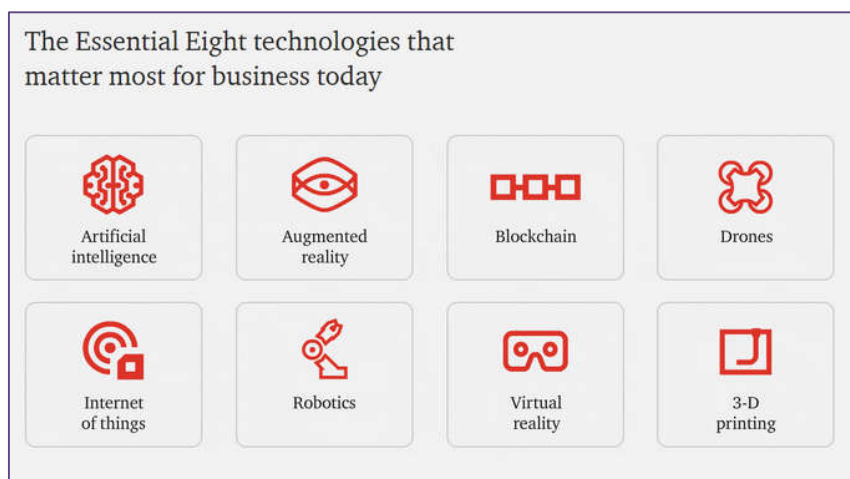 The Essential Eight technologies that
matter most for business today
Artificial
intelligence
Augmented
reality
Blockchain
Drones
Internet
of things
Robotics
Virtual
reality
3-D
printing